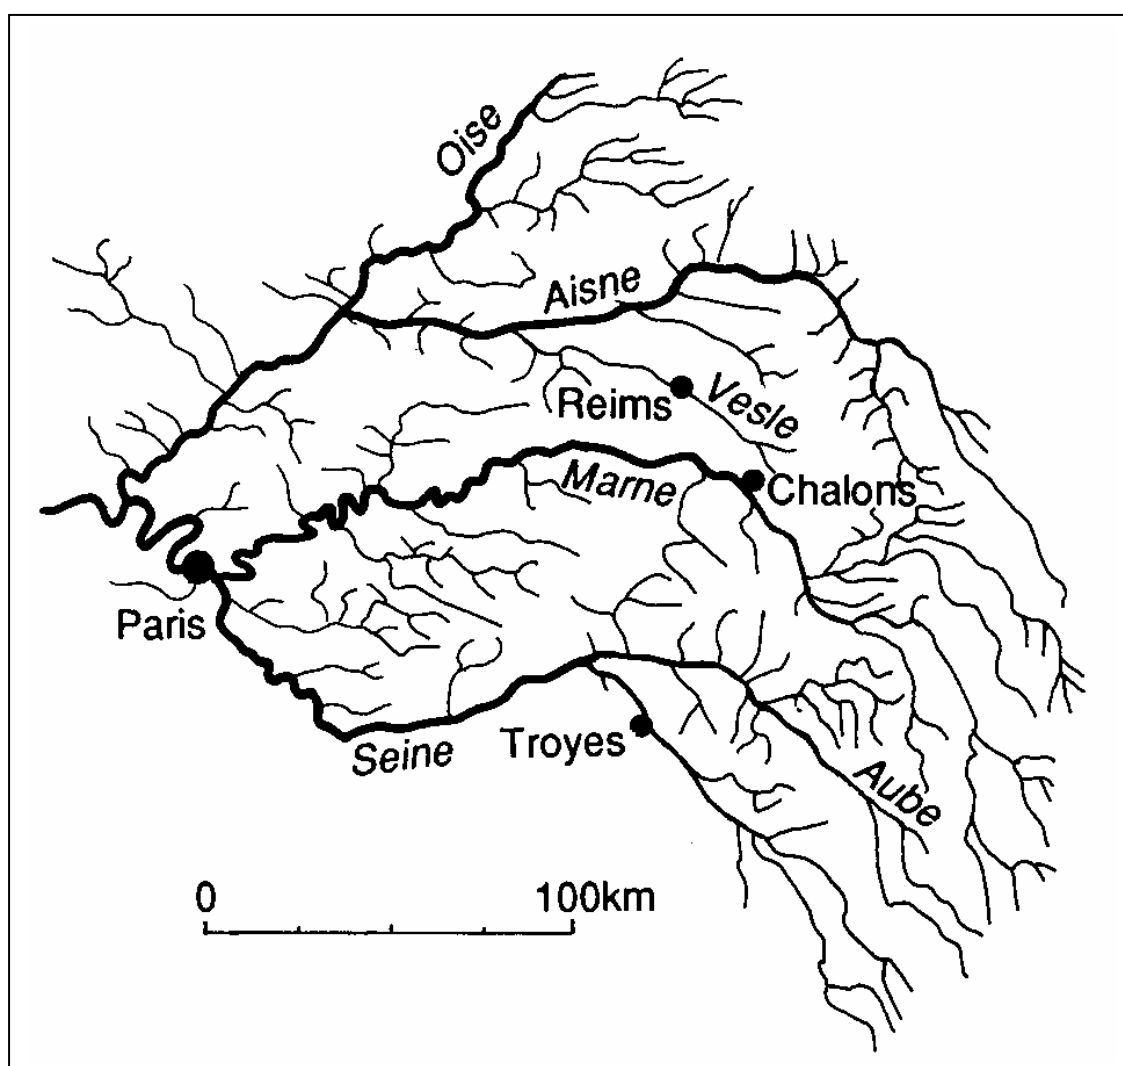 Oise
Aisne
Reims
Vesle
Marne
Chalons
Paris
Seine
Troyes
Aube
0
100km